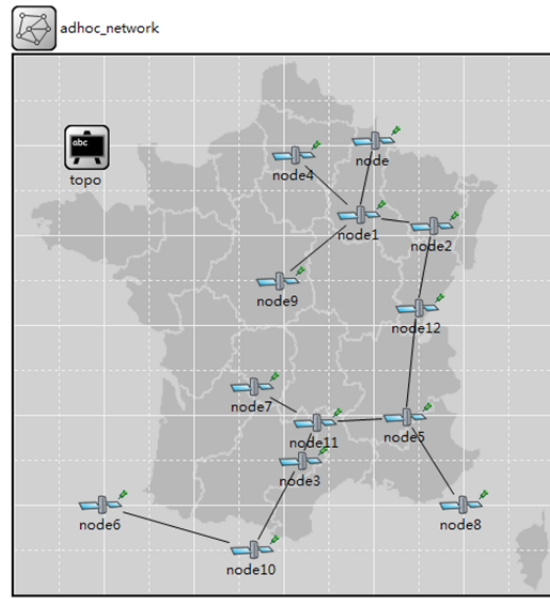 adhoc_network
abc
topo
node4
node
node1
node2
node9
node12
node7
node11
node5
node3
node6
node8
node10